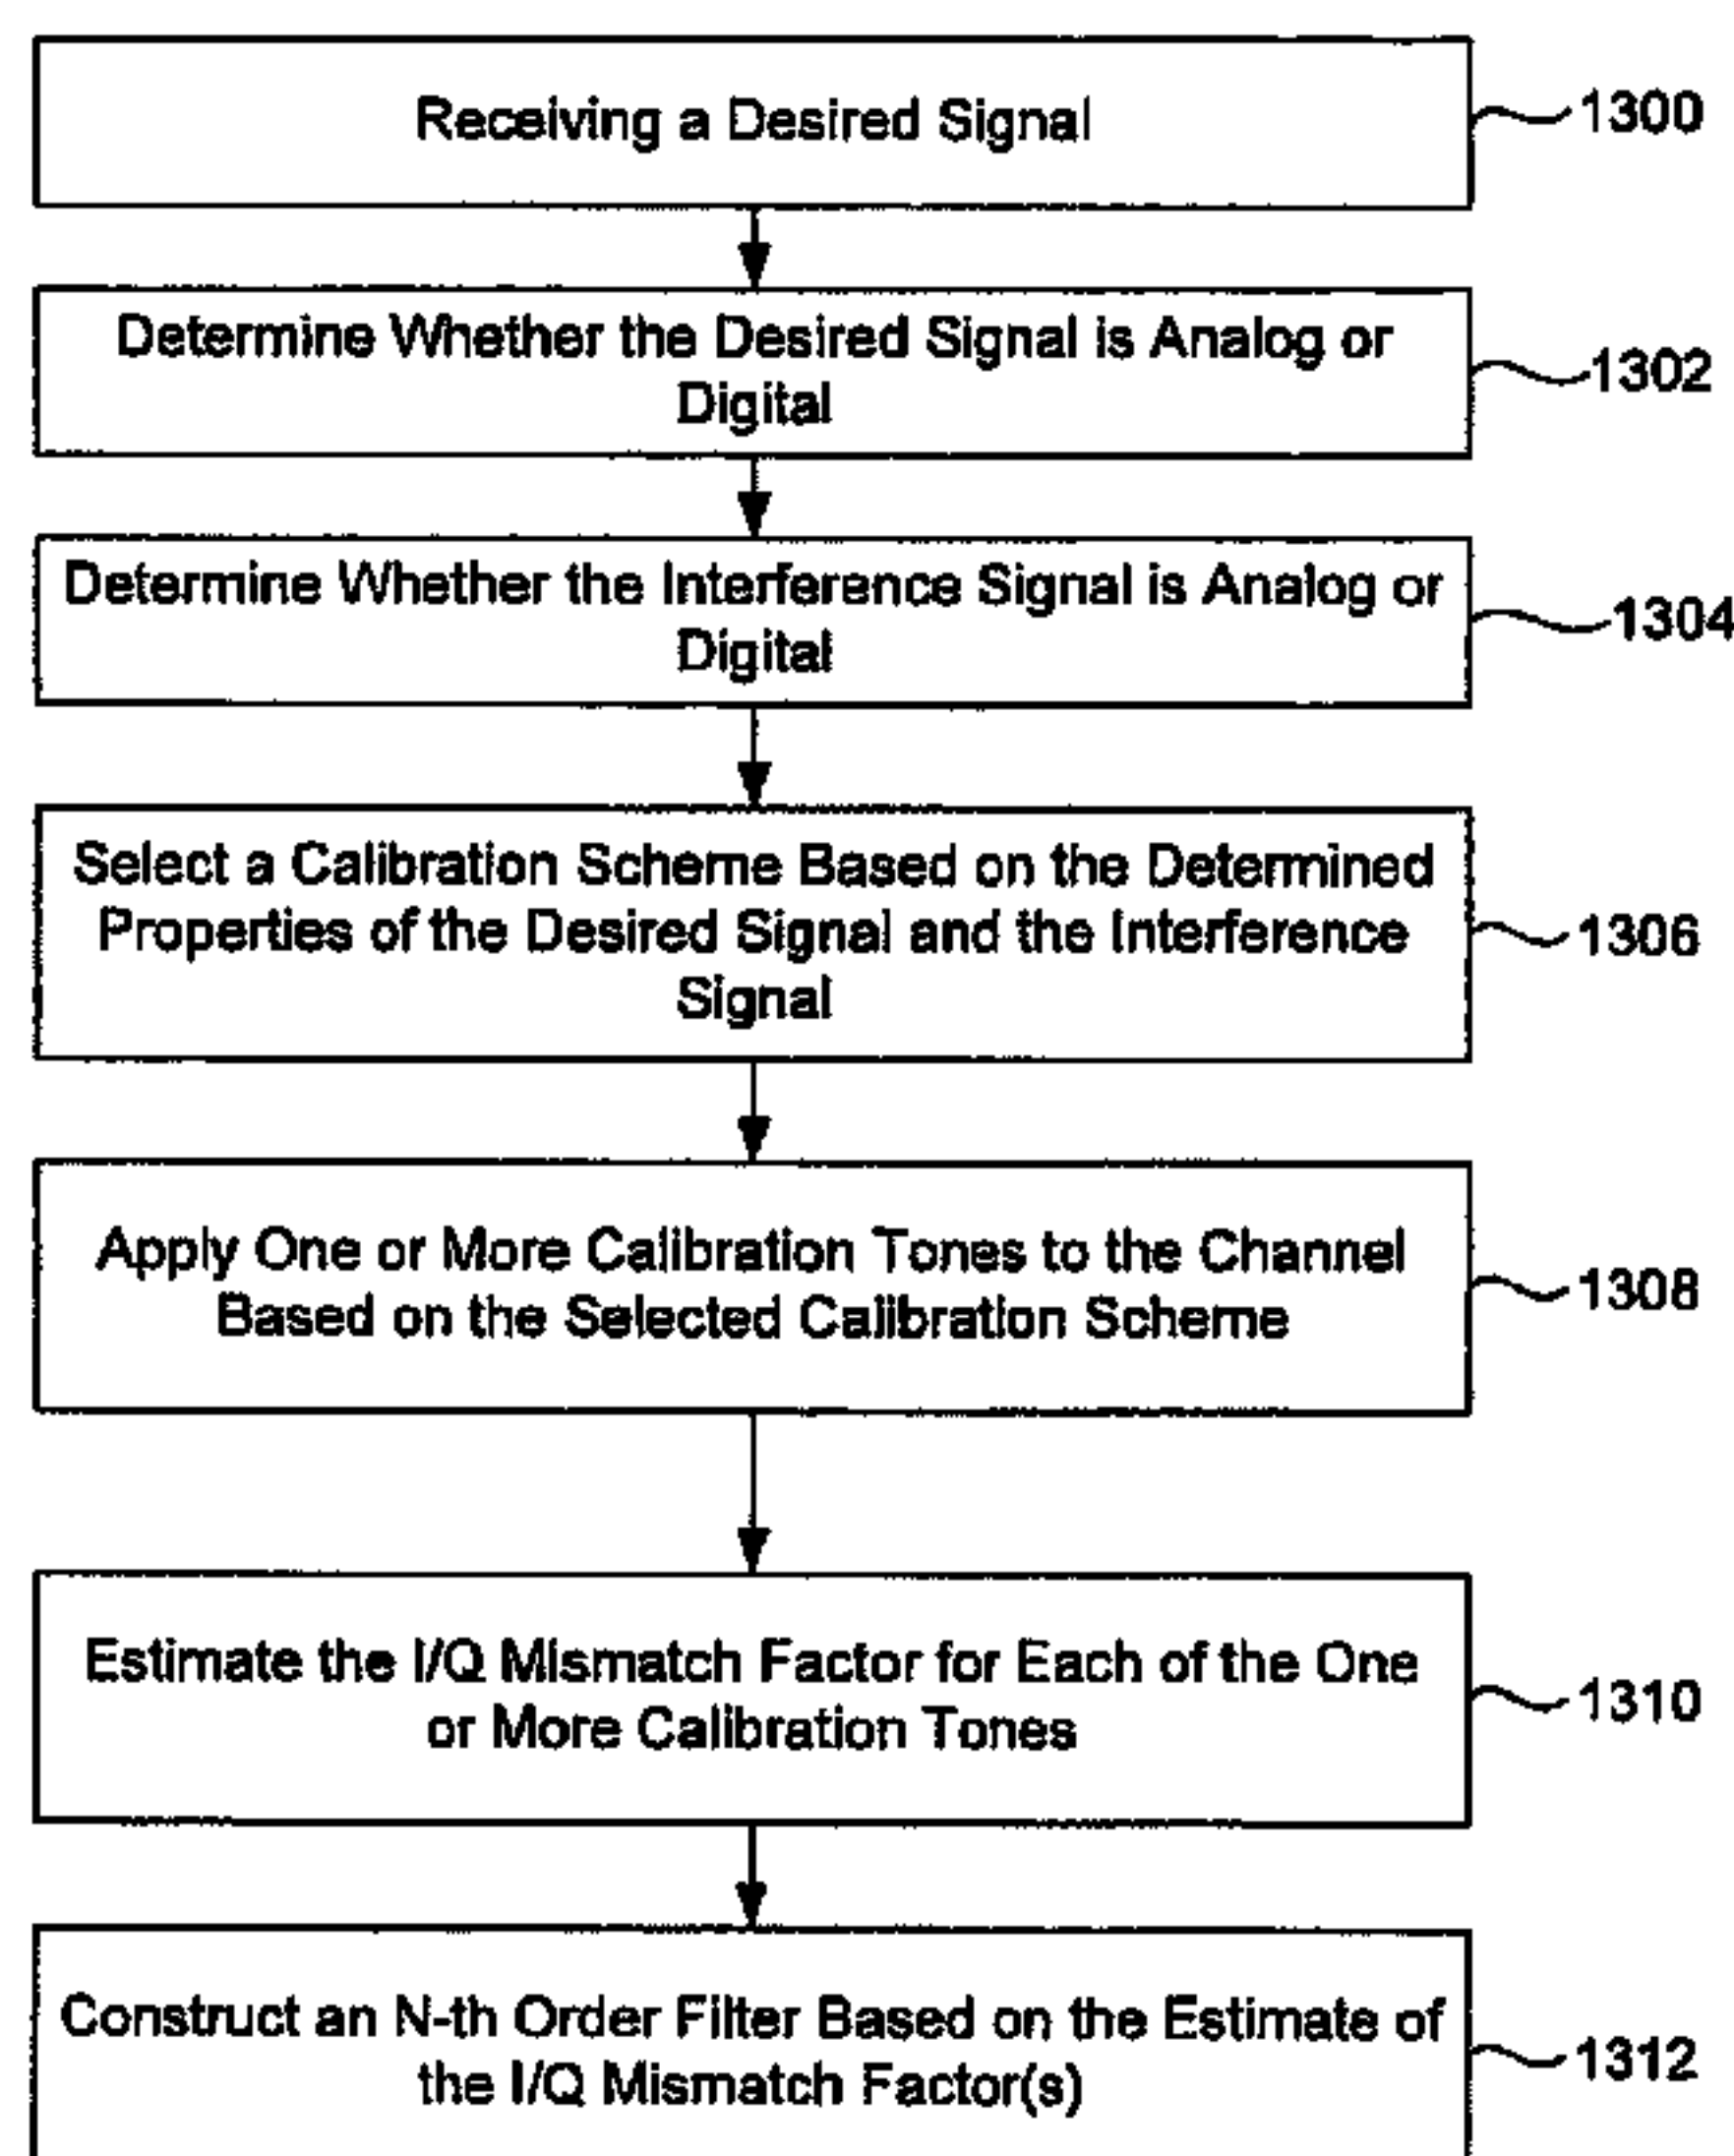 Receiving a Desired Signal
1300
Determine Whether the Desired Signal is Analog or
Digital
1302
Determine Whether the Interference Signal is Analog or
Digital
1304
Select a Calibration Scheme Based on the Determined
Properties of the Desired Signal and the Interference
Signal
1306
Apply One or More Calibration Tones to the Channel
Based on the Selected Calibration Scheme
1308
Estimate the I/Q Mismatch Factor for Each of the One
or More Calibration Tones
1310
Construct an N-th Order Filter Based on the Estimate of
the I/Q Mismatch Factor(s)
1312